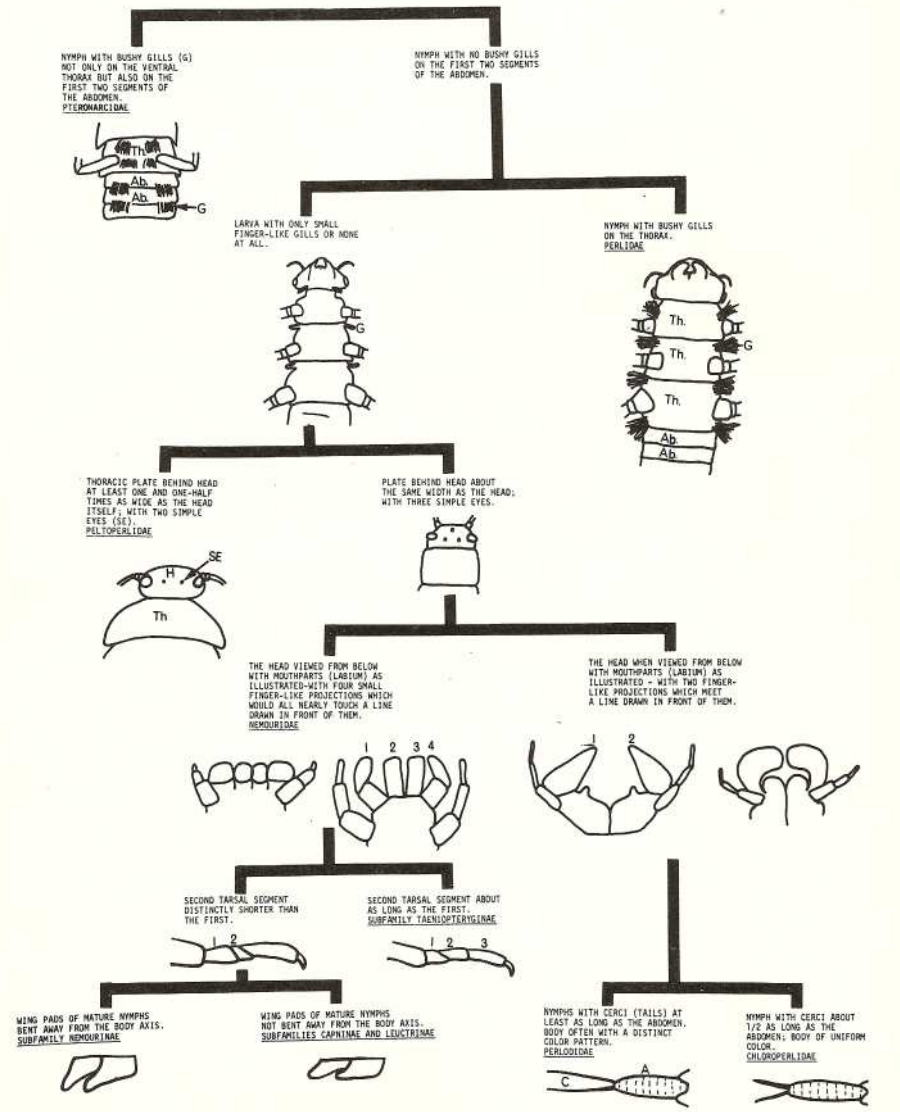 NYMPH WITH BUSHY GILLS (G)
NOT ONLY ON THE VENTRAL
THORAX BUT ALSO ON THE
FIRST TWO SEGMENTS OF
THE ABDOMEN.
PTERONARCIDAE
Th.
Ab.
Ab.
G
NYMPH WITH NO BUSHY GILLS
ON THE FIRST TWO SEGMENTS
OF THE ABDOMEN.
LARVA WITH ONLY SMALL
FINGER-LIKE GILLS OR NONE
AT ALL.
G
NYMPH WITH BUSHY GILLS
ON THE THORAX.
PERLIDAE
Th.
G
Th.
Th.
Ab.
Ab.
THORACIC PLATE BEHIND HEAD
AT LEAST ONE AND ONE-HALF
TIMES AS WIDE AS THE HEAD
ITSELF; WITH TWO SIMPLE
EYES (SE).
PELTOPERLIDAE
SE
H
Th
PLATE BEHIND HEAD ABOUT
THE SAME WIDTH AS THE HEAD;
WITH THREE SIMPLE EYES.
THE HEAD VIEWED FROM BELOW
WITH MOUTHPARTS (LABIUM) AS
ILLUSTRATED-WITH FOUR SMALL
FINGER-LIKE PROJECTIONS WHICH
WOULD ALL NEARLY TOUCH A LINE
DRAWN IN FRONT OF THEM.
NEMOURIDAE
1 2 3 4
THE HEAD WHEN VIEWED FROM BELOW
WITH MOUTHPARTS (LABIUM) AS
ILLUSTRATED - WITH TWO FINGER-
LIKE PROJECTIONS WHICH MEET
A LINE DRAWN IN FRONT OF THEM.
1 2
SECOND TARSAL SEGMENT
DISTINCTLY SHORTER THAN
THE FIRST.
1 2
SECOND TARSAL SEGMENT ABOUT
AS LONG AS THE FIRST.
SUBFAMILY TAENIOPTERYGINAE
1 2 3
WING PADS OF MATURE NYMPHS
BENT AWAY FROM THE BODY AXIS.
SUBFAMILY NEMOURINAE
WING PADS OF MATURE NYMPHS
NOT BENT AWAY FROM THE BODY AXIS.
SUBFAMILIES CAPNINAE AND LEUCTRINAE
NYMPHS WITH CERCI (TAILS) AT
LEAST AS LONG AS THE ABDOMEN.
BODY OFTEN WITH A DISTINCT
COLOR PATTERN.
PERLODIDAE
C
A
NYMPH WITH CERCI ABOUT
1/2 AS LONG AS THE
ABDOMEN; BODY OF UNIFORM
COLOR.
CHLOROPERLIDAE